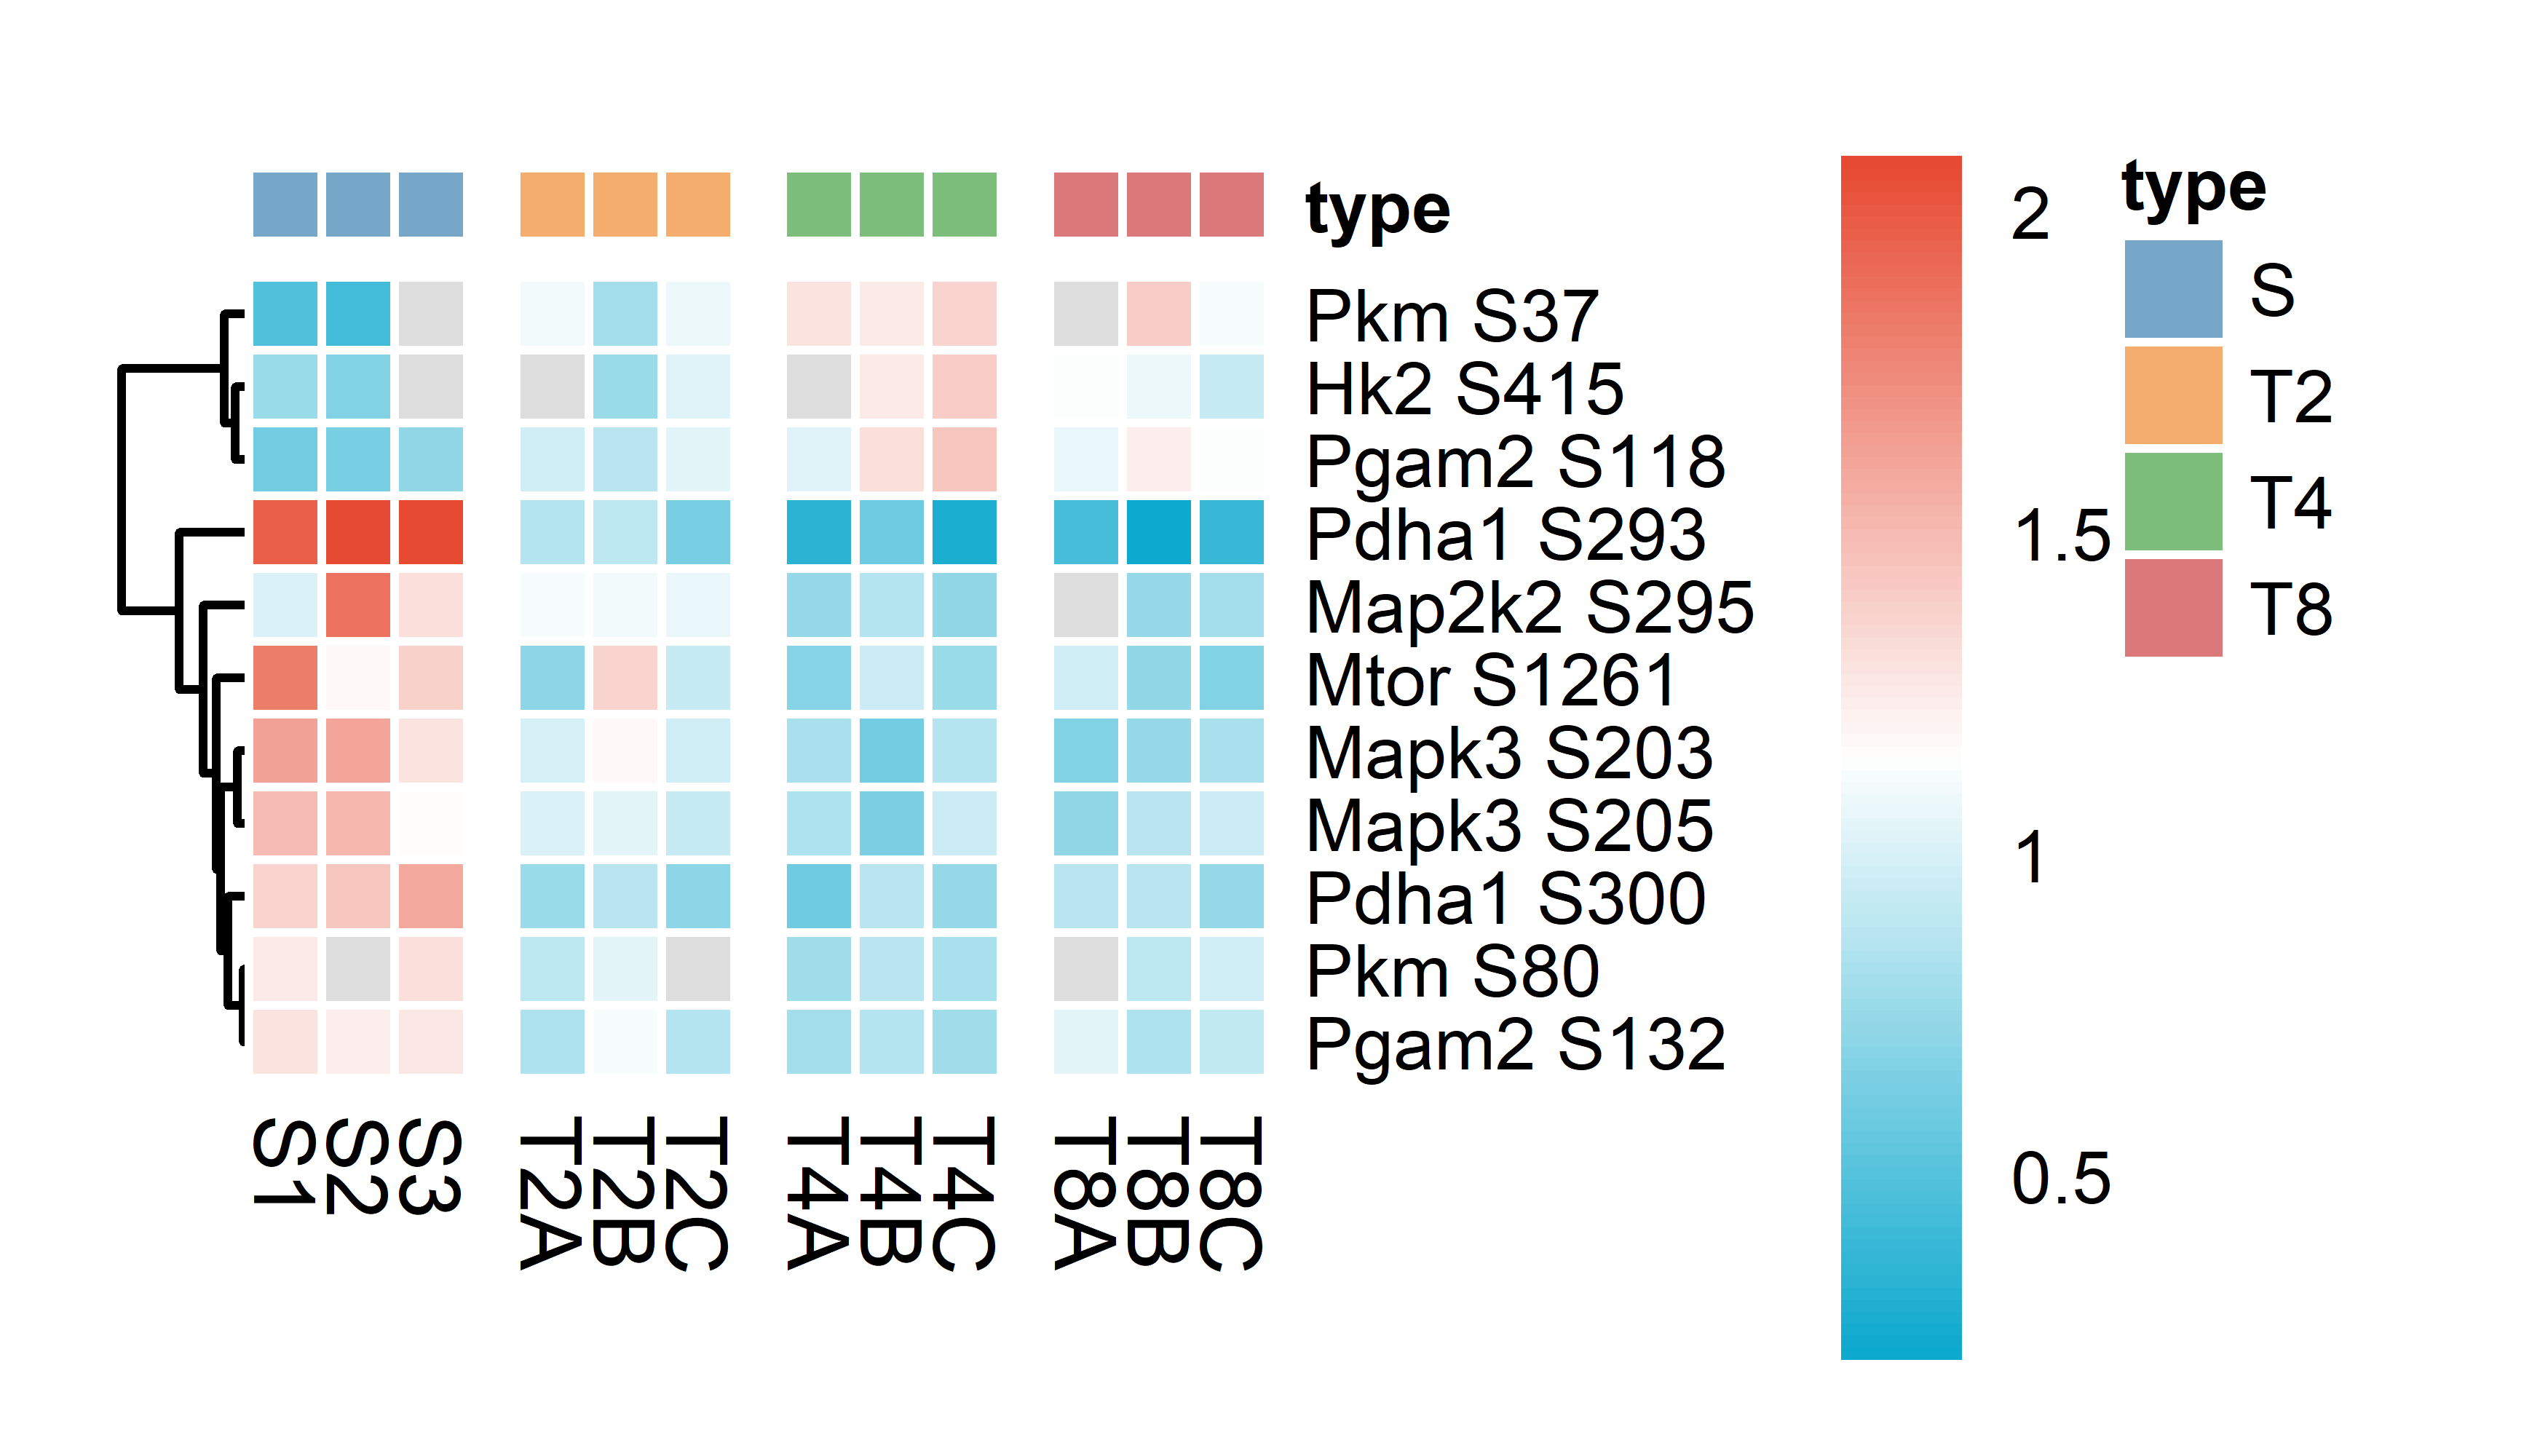 type
Pkm S37
Hk2 S415
Pgam2 S118
Pdha1 S293
Map2k2 S295
Mtor S1261
Mapk3 S203
Mapk3 S205
Pdha1 S300
Pkm S80
Pgam2 S132
S1
S2
S3
T2A
T2B
T2C
T4A
T4B
T4C
T8A
T8B
T8C
2
1.5
1
0.5
type
S
T2
T4
T8